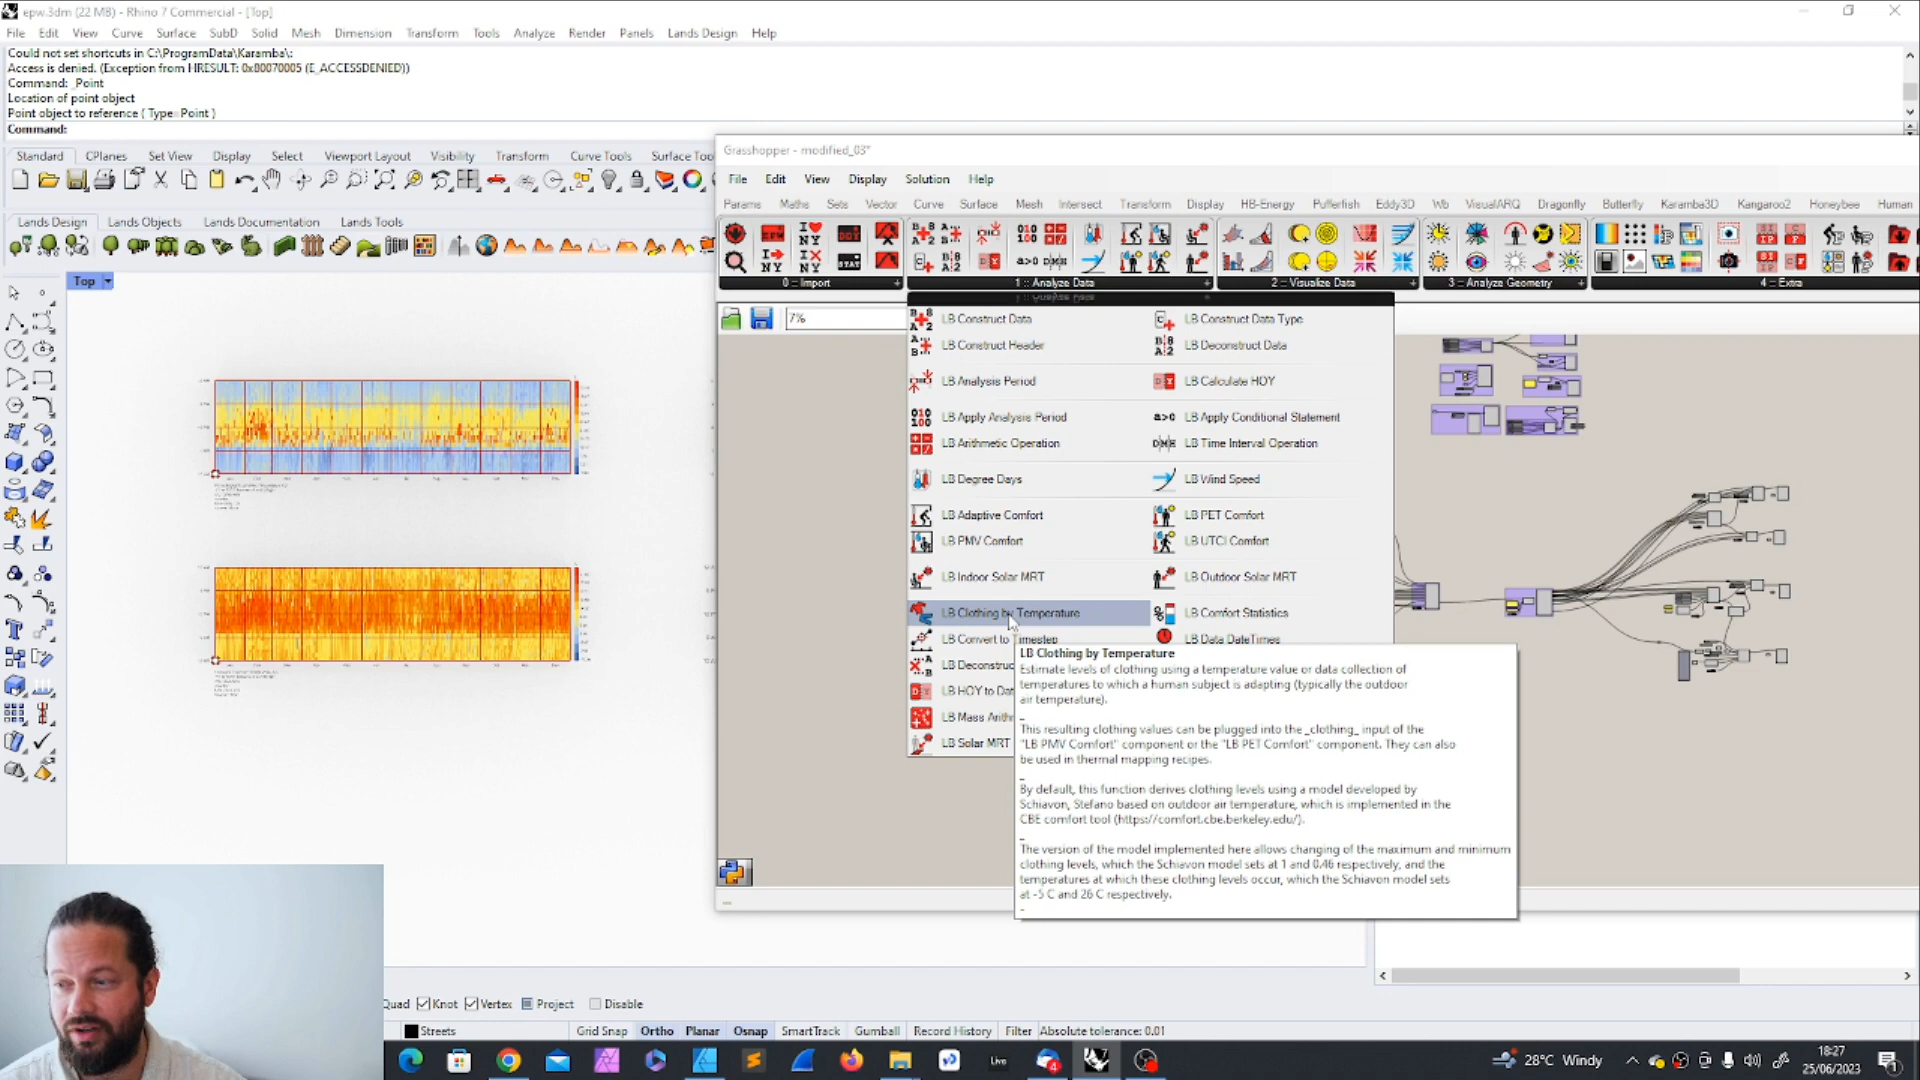 epw.3dm (22 MB) - Rhino 7 Commercial - [Top]
File Edit View Curve Surface SubD Solid Mesh Dimension Transform Tools Analyze Render Panels Lands Design Help
Could not set shortcuts in C:\ProgramData\Karamba\:
Access is denied. (Exception from HRESULT: 0x80070005 (E_ACCESSDENIED))
Command: _Point
Location of point object
Point object to reference ( Type=Point )
Command:
Standard CPlanes Set View Display Select Viewport Layout Visibility Transform Curve Tools Surface Too
Lands Design Lands Objects Lands Documentation Lands Tools
Top
Grasshopper - modified_03*
File Edit View Display Solution Help
Params Maths Sets Vector Curve Surface Mesh Intersect Transform Display HB-Energy Pufferfish Eddy3D Wb VisualARQ Dragonfly Butterfly Karamba3D Kangaroo2 Honeybee Human
0 :: Import 1 :: Analyze Data 2 :: Visualize Data 3 :: Analyze Geometry 4 :: Extra
7%
LB Construct Data LB Construct Data Type
LB Construct Header LB Deconstruct Data
LB Analysis Period LB Calculate HOY
LB Apply Analysis Period LB Apply Conditional Statement
LB Arithmetic Operation LB Time Interval Operation
LB Degree Days LB Wind Speed
LB Adaptive Comfort LB PET Comfort
LB PMV Comfort LB UTCI Comfort
LB Indoor Solar MRT LB Outdoor Solar MRT
LB Clothing by Temperature LB Comfort Statistics
LB Convert to Timestep LB Data DateTimes
LB Deconstruc
LB HOY to Dat
LB Mass Arith
LB Solar MRT
LB Clothing by Temperature
Estimate levels of clothing using a temperature value or data collection of
temperatures to which a human subject is adapting (typically the outdoor
air temperature).
_
This resulting clothing values can be plugged into the _clothing_ input of the
"LB PMV Comfort" component or the "LB PET Comfort" component. They can also
be used in thermal mapping recipes.
_
By default, this function derives clothing levels using a model developed by
Schiavon, Stefano based on outdoor air temperature, which is implemented in the
CBE comfort tool (https://comfort.cbe.berkeley.edu/).
_
The version of the model implemented here allows changing of the maximum and minimum
clothing levels, which the Schiavon model sets at 1 and 0.46 respectively, and the
temperatures at which these clothing levels occur, which the Schiavon model sets
at -5 C and 26 C respectively.
-
Quad Knot Vertex Project Disable
Streets Grid Snap Ortho Planar Osnap SmartTrack Gumball Record History Filter Absolute tolerance: 0.01
Live 4 28°C Windy 18:27
25/06/2023 1